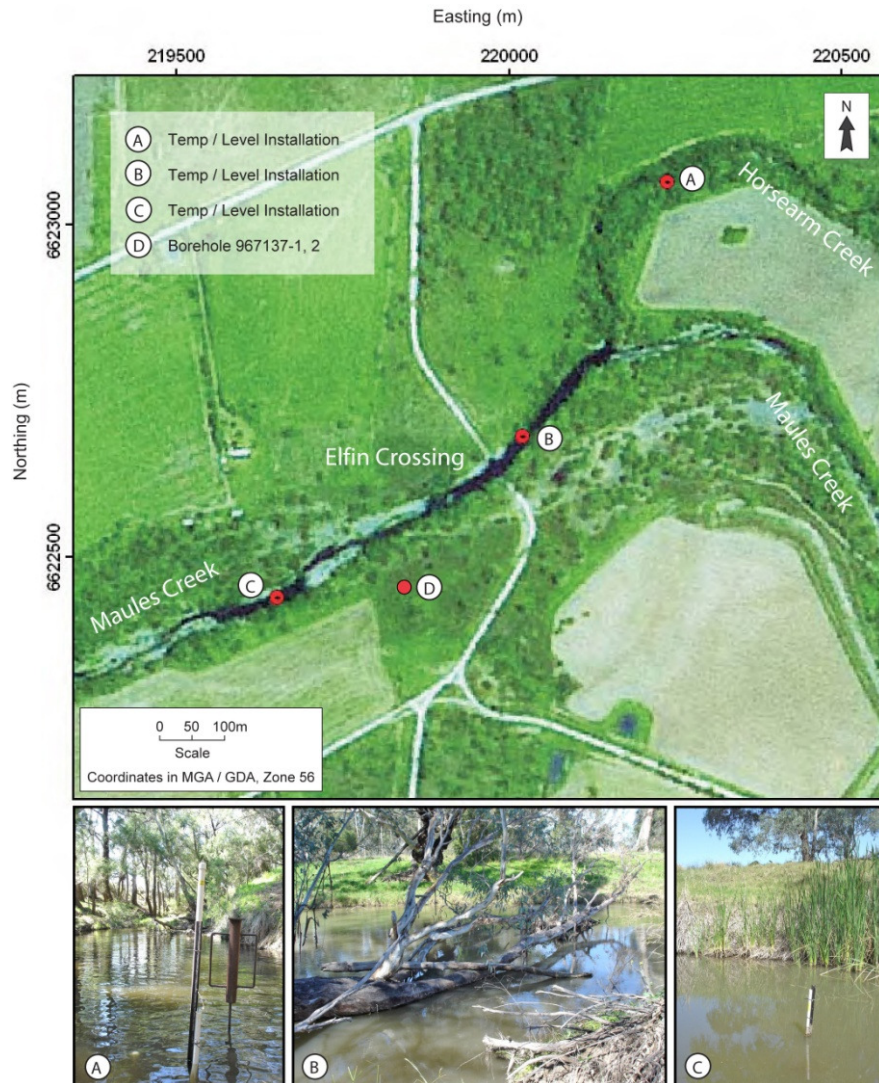 Easting (m)
219500
220000
220500
N
A Temp / Level Installation
B Temp / Level Installation
C Temp / Level Installation
D Borehole 967137-1, 2
A
Horsearm Creek
6623000
Northing (m)
Maules Creek
B
Elfin Crossing
6622500
C
D
Maules Creek
0 50 100m
Scale
Coordinates in MGA / GDA, Zone 56
A
B
C